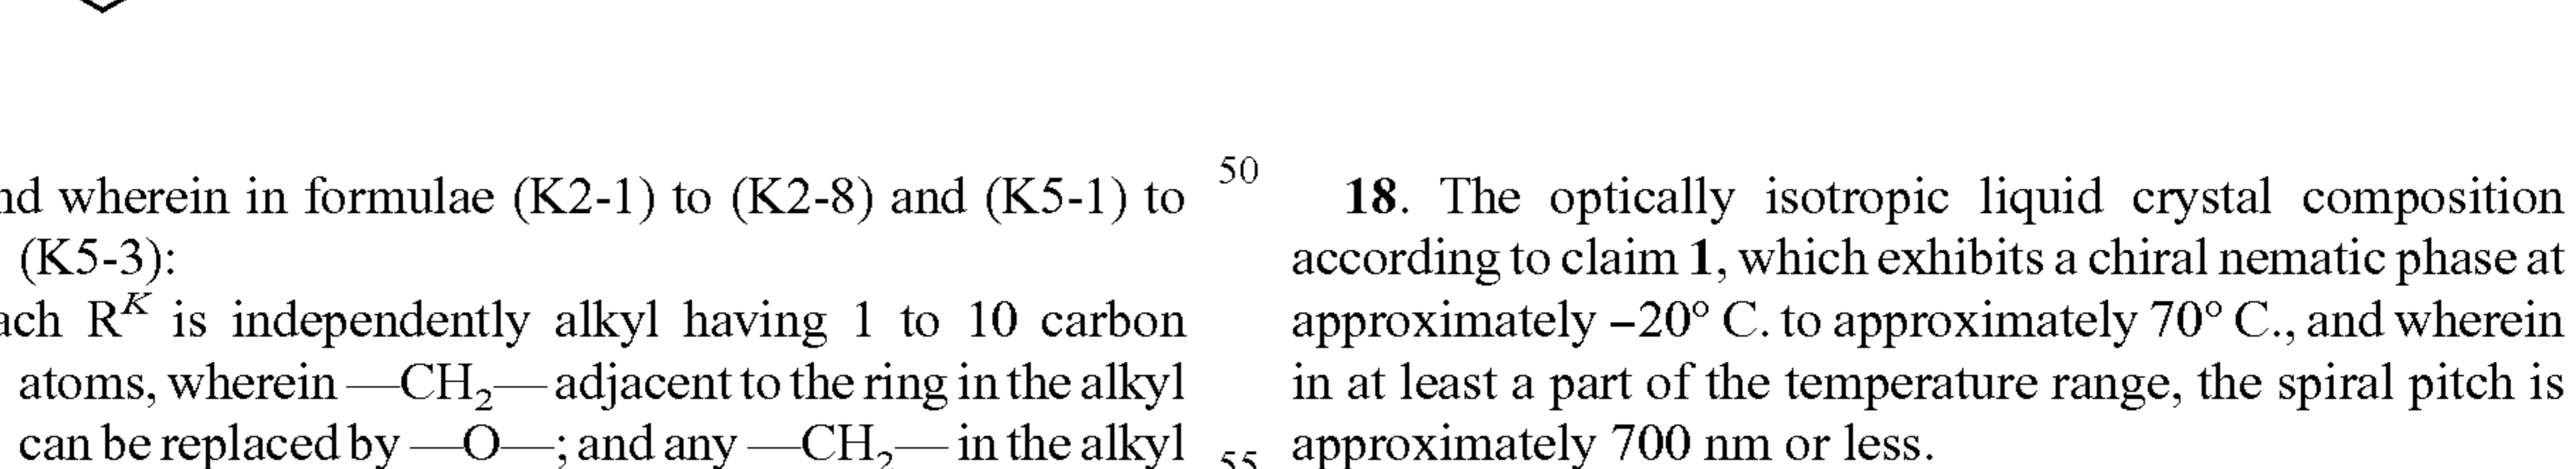 wherein in formulae (K2-1) to (K2-8) and (K5-1) to
(K5-3):
R^K is independently alkyl having 1 to 10 carbon
atoms, wherein —CH₂— adjacent to the ring in the alkyl
can be replaced by —O—; and any —CH₂— in the alkyl
50
55
18. The optically isotropic liquid crystal composition
according to claim 1, which exhibits a chiral nematic phase at
approximately –20° C. to approximately 70° C., and wherein
in at least a part of the temperature range, the spiral pitch is
approximately 700 nm or less.